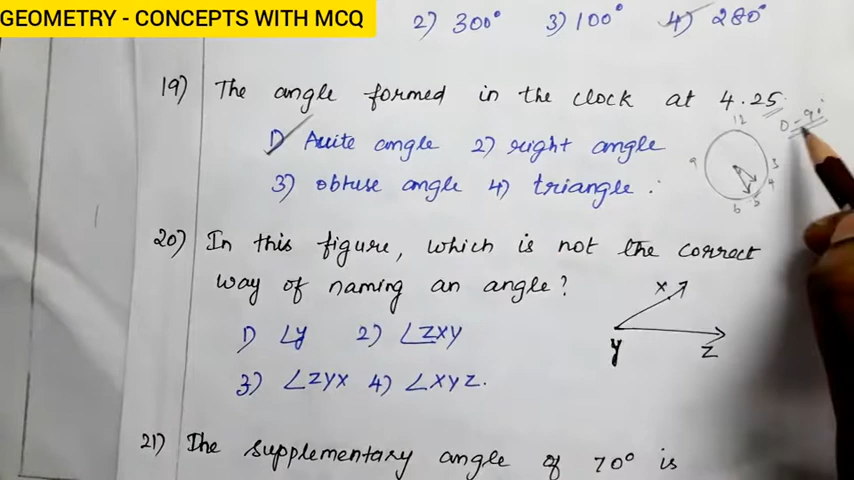 GEOMETRY - CONCEPTS WITH MCQ
2) 300° 3) 100° 4) 280°
19) The angle formed in the clock at 4.25.
1) Acute angle 2) right angle
3) obtuse angle 4) triangle.
0-90°
12
9
3
4
5
6
20) In this figure, which is not the correct
way of naming an angle?
1) ∠y 2) ∠ZXY
3) ∠ZYX 4) ∠XYZ.
X
Y
Z
21) The supplementary angle of 70° is